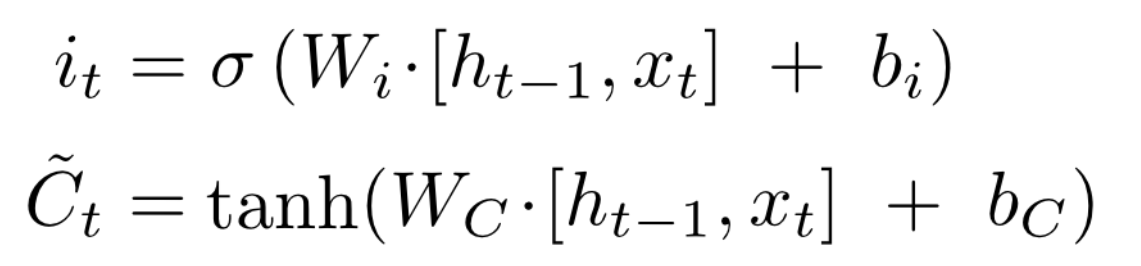 i_t = σ (W_i·[h_{t−1}, x_t] + b_i)
C̃_t = tanh(W_C·[h_{t−1}, x_t] + b_C)